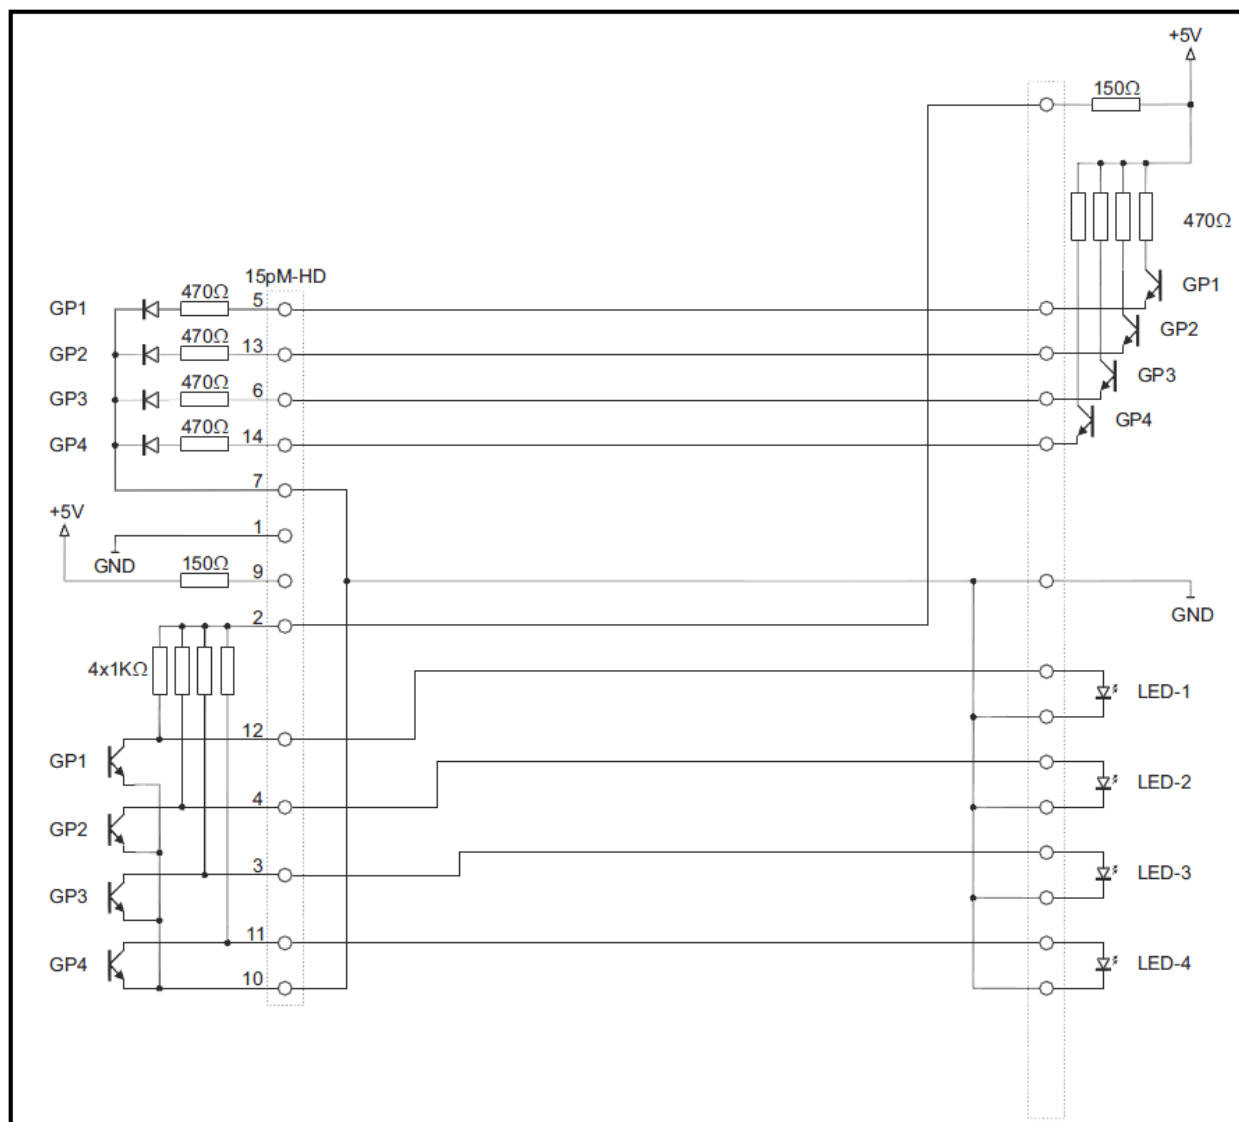 +5V
150Ω
470Ω
15pM-HD
GP1 470Ω 5 GP1
GP2 470Ω 13 GP2
GP3 470Ω 6 GP3
GP4 470Ω 14 GP4
7
+5V
1
GND
150Ω 9
GND
2
4x1KΩ
LED-1
12
GP1
LED-2
4
GP2
3 LED-3
GP3
11
GP4 LED-4
10